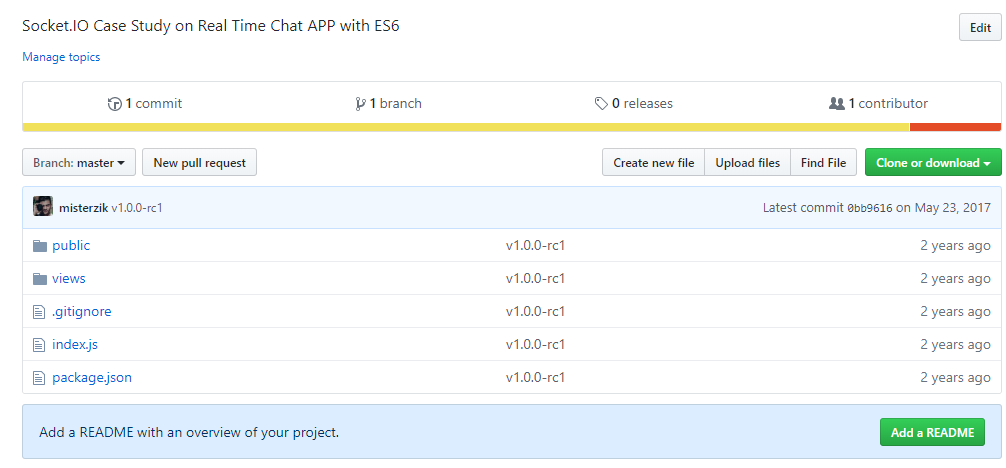 Socket.IO Case Study on Real Time Chat APP with ES6
Edit
Manage topics
1 commit 1 branch 0 releases 1 contributor
Branch: master New pull request Create new file Upload files Find File Clone or download
misterzik v1.0.0-rc1 Latest commit 0bb9616 on May 23, 2017
public v1.0.0-rc1 2 years ago
views v1.0.0-rc1 2 years ago
.gitignore v1.0.0-rc1 2 years ago
index.js v1.0.0-rc1 2 years ago
package.json v1.0.0-rc1 2 years ago
Add a README with an overview of your project. Add a README